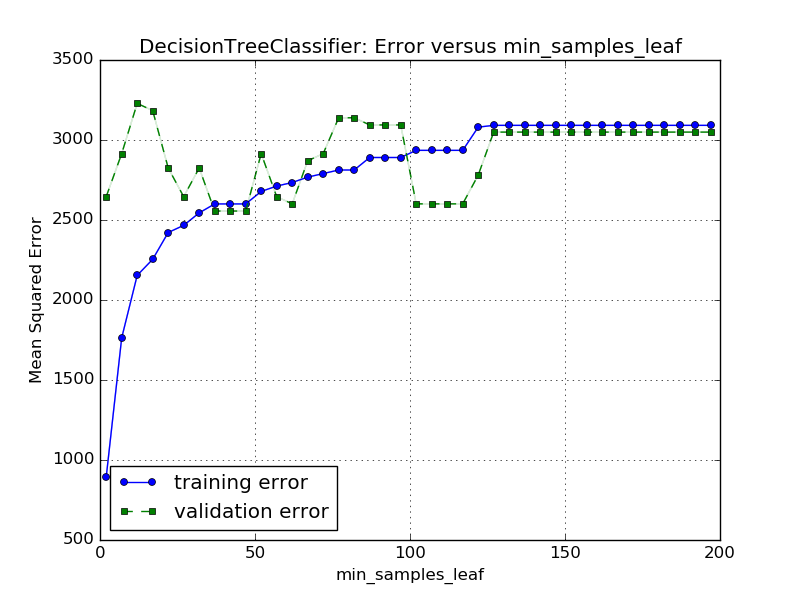 DecisionTreeClassifier: Error versus min_samples_leaf
3500
3000
2500
2000
1500
1000
500
Mean Squared Error
training error
validation error
0 50 100 150 200
min_samples_leaf